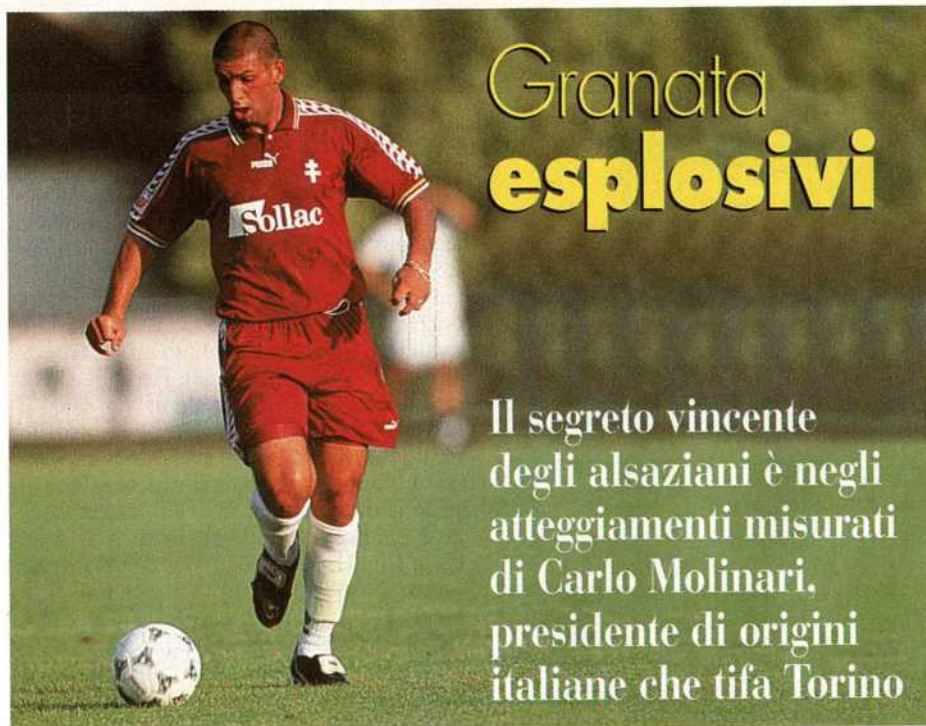 Granata
esplosivi
PUMA
Sollac
Il segreto vincente
degli alsaziani è negli
atteggiamenti misurati
di Carlo Molinari,
presidente di origini
italiane che tifa Torino